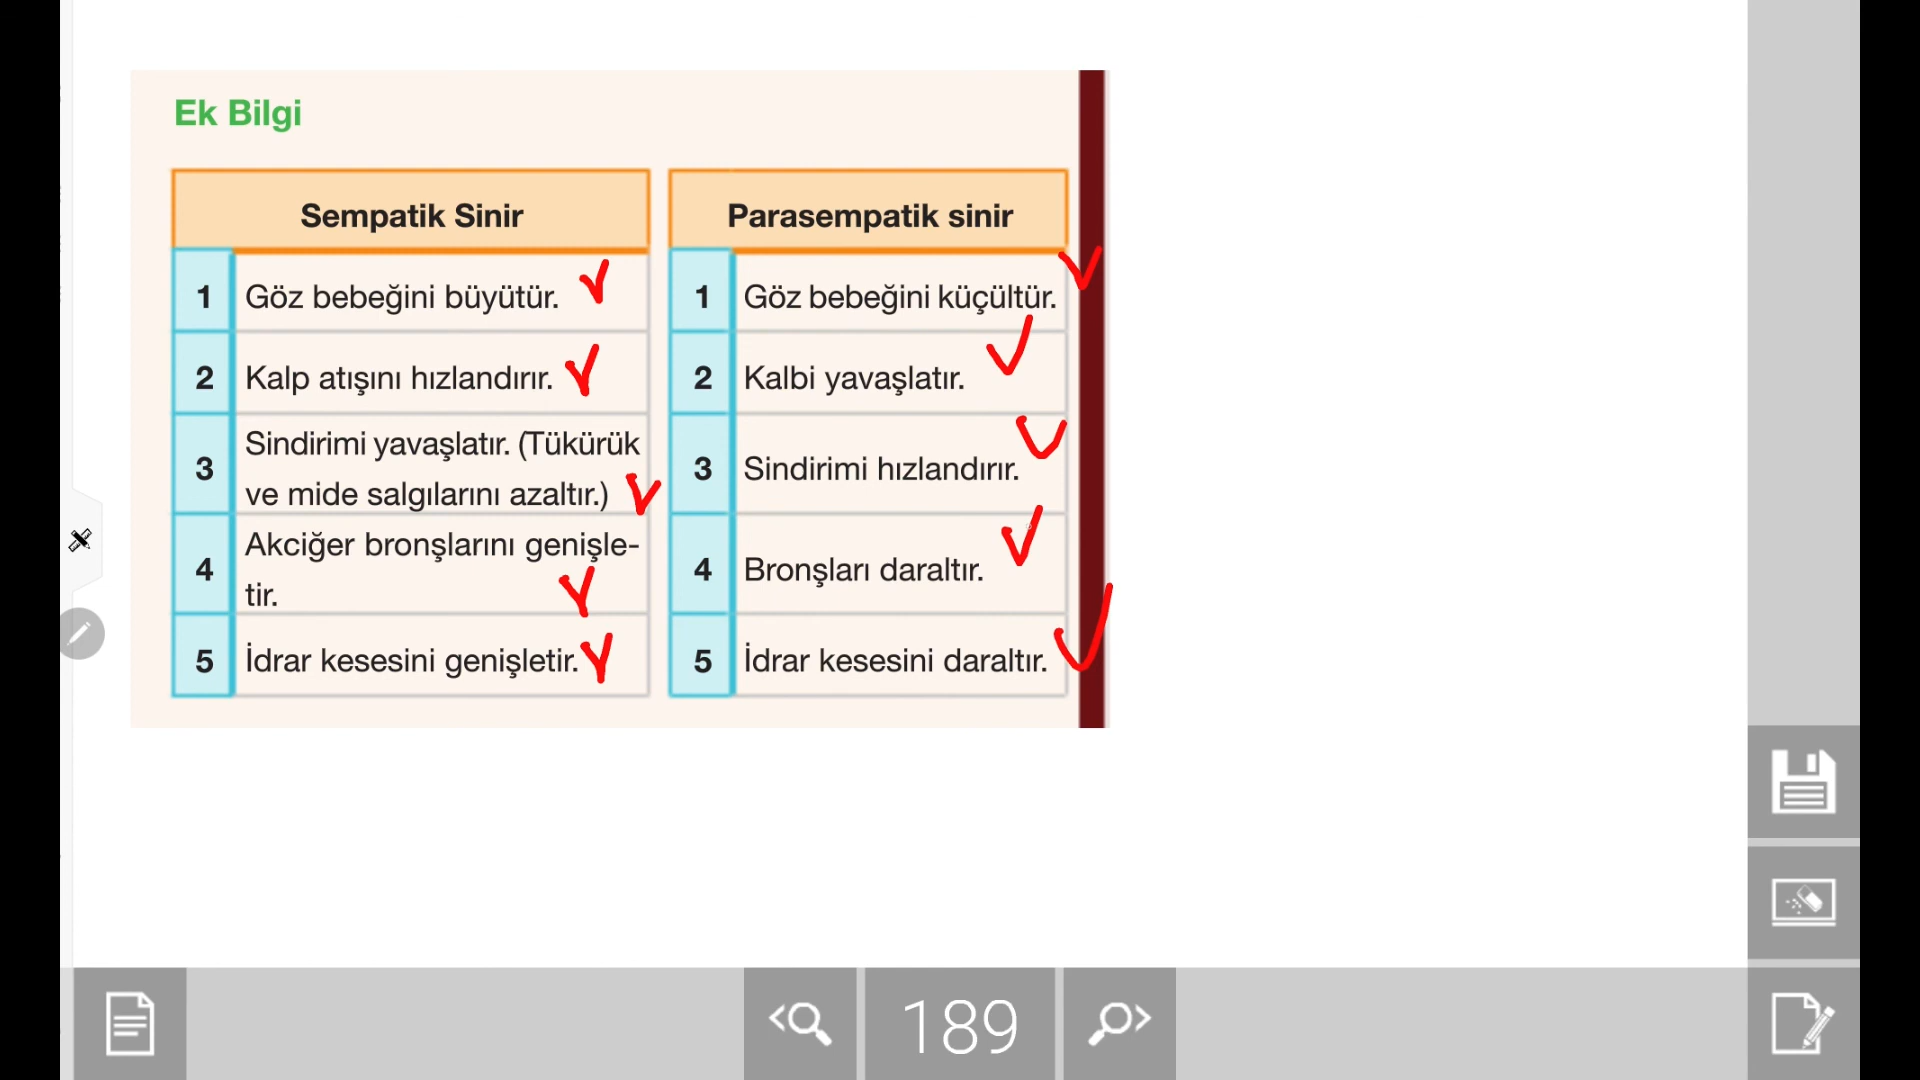 Ek Bilgi
Sempatik Sinir
1 Göz bebeğini büyütür.
2 Kalp atışını hızlandırır.
3 Sindirimi yavaşlatır. (Tükürük
ve mide salgılarını azaltır.)
4 Akciğer bronşlarını genişle-
tir.
5 İdrar kesesini genişletir.
Parasempatik sinir
1 Göz bebeğini küçültür.
2 Kalbi yavaşlatır.
3 Sindirimi hızlandırır.
4 Bronşları daraltır.
5 İdrar kesesini daraltır.
189